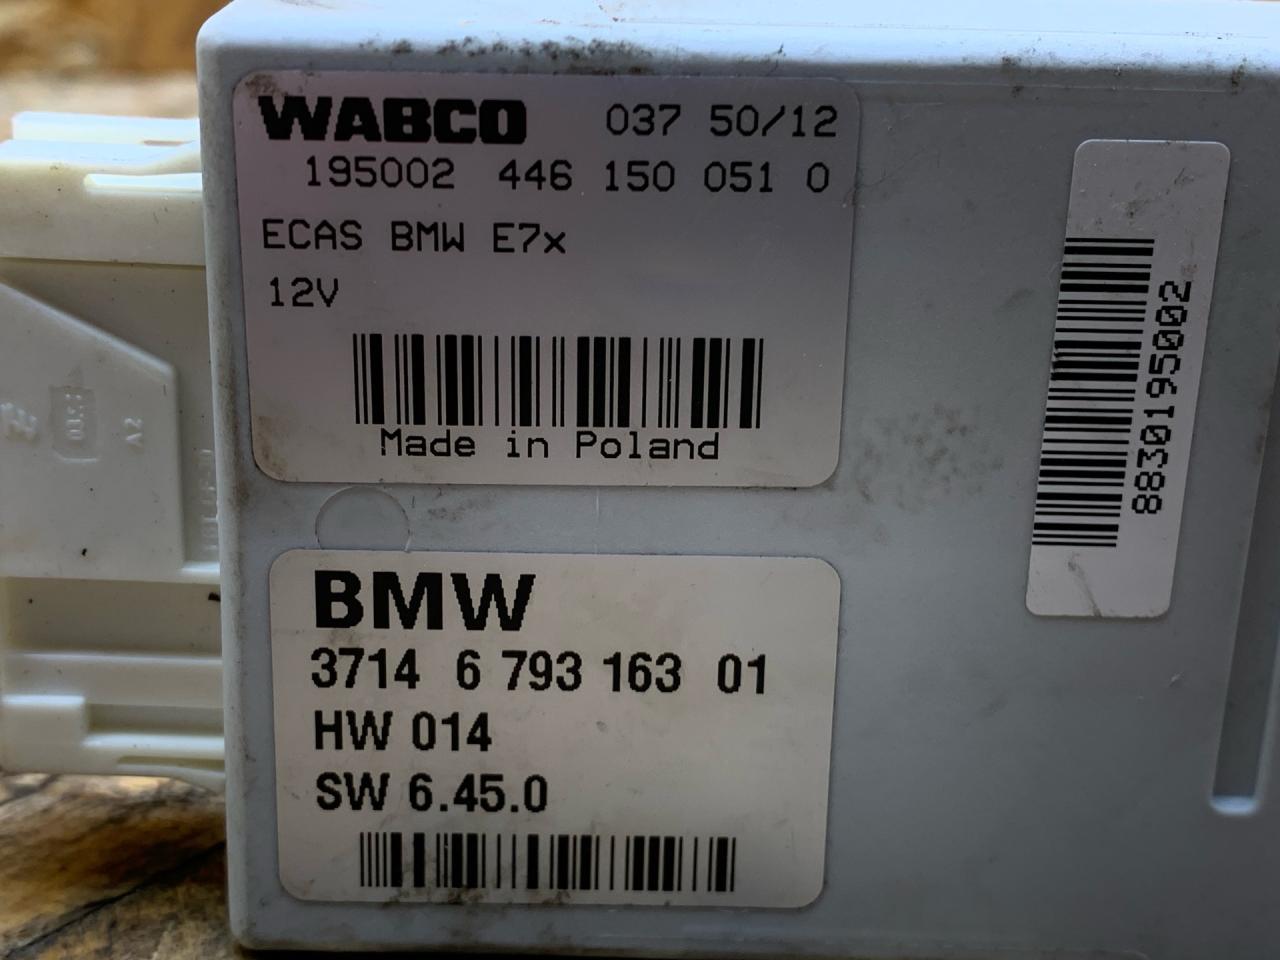 WABCO 037 50/12
195002 446 150 051 0
ECAS BMW E7x
12V
Made in Poland
8830195002
BMW
3714 6 793 163 01
HW 014
SW 6.45.0
A2